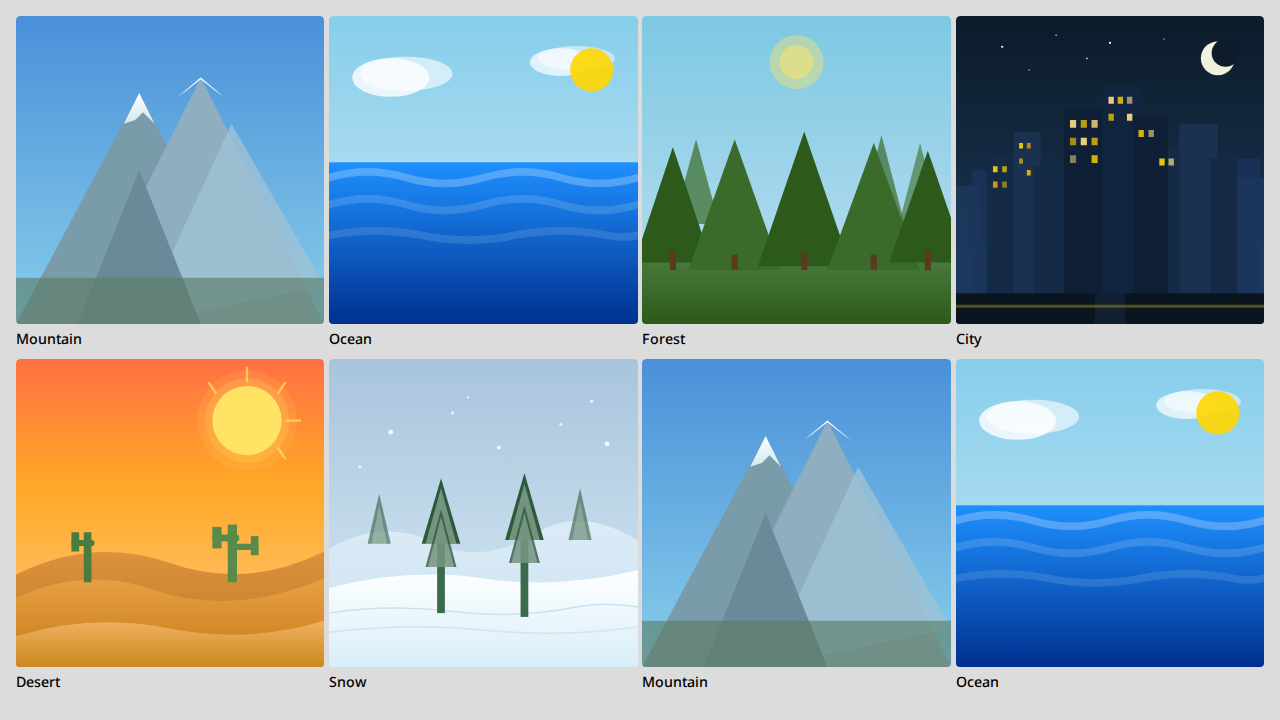 Mountain
Ocean
Forest
City
Desert
Snow
Mountain
Ocean